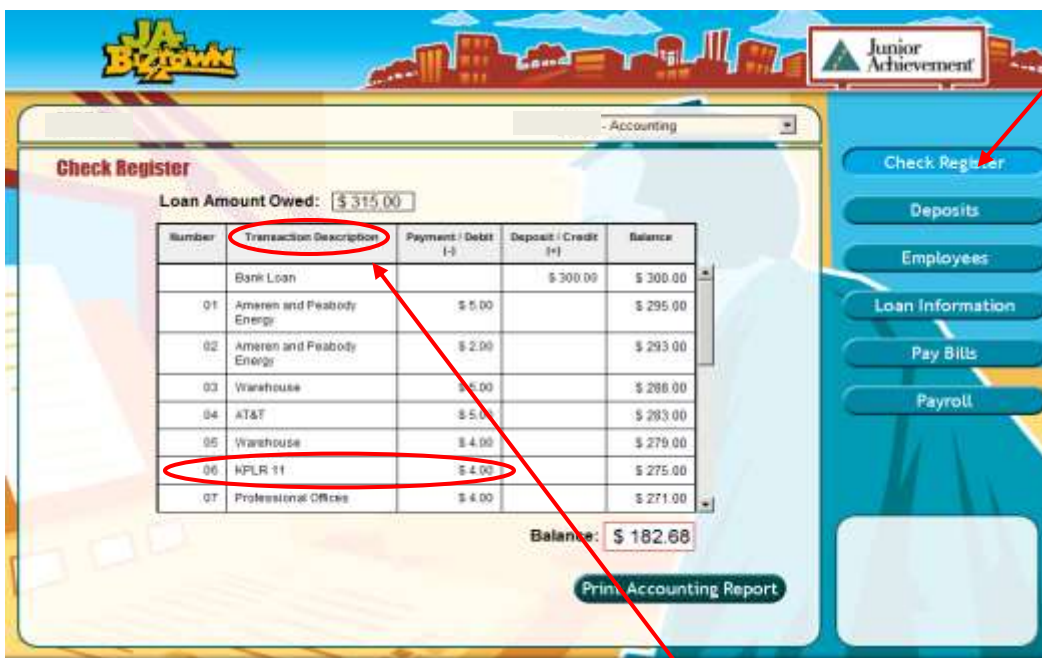 JA
BizTown
Junior
Achievement
- Accounting
Check Register
Check Register
Deposits
Employees
Loan Information
Pay Bills
Payroll
Loan Amount Owed: $ 315.00
Number Transaction Description Payment / Debit (-) Deposit / Credit (+) Balance
Bank Loan $ 300.00 $ 300.00
01 Ameren and Peabody Energy $ 5.00 $ 295.00
02 Ameren and Peabody Energy $ 2.00 $ 293.00
03 Warehouse $ 5.00 $ 288.00
04 AT&T $ 5.00 $ 283.00
05 Warehouse $ 4.00 $ 279.00
06 KPLR 11 $ 4.00 $ 275.00
07 Professional Offices $ 4.00 $ 271.00
Balance: $ 182.68
Print Accounting Report